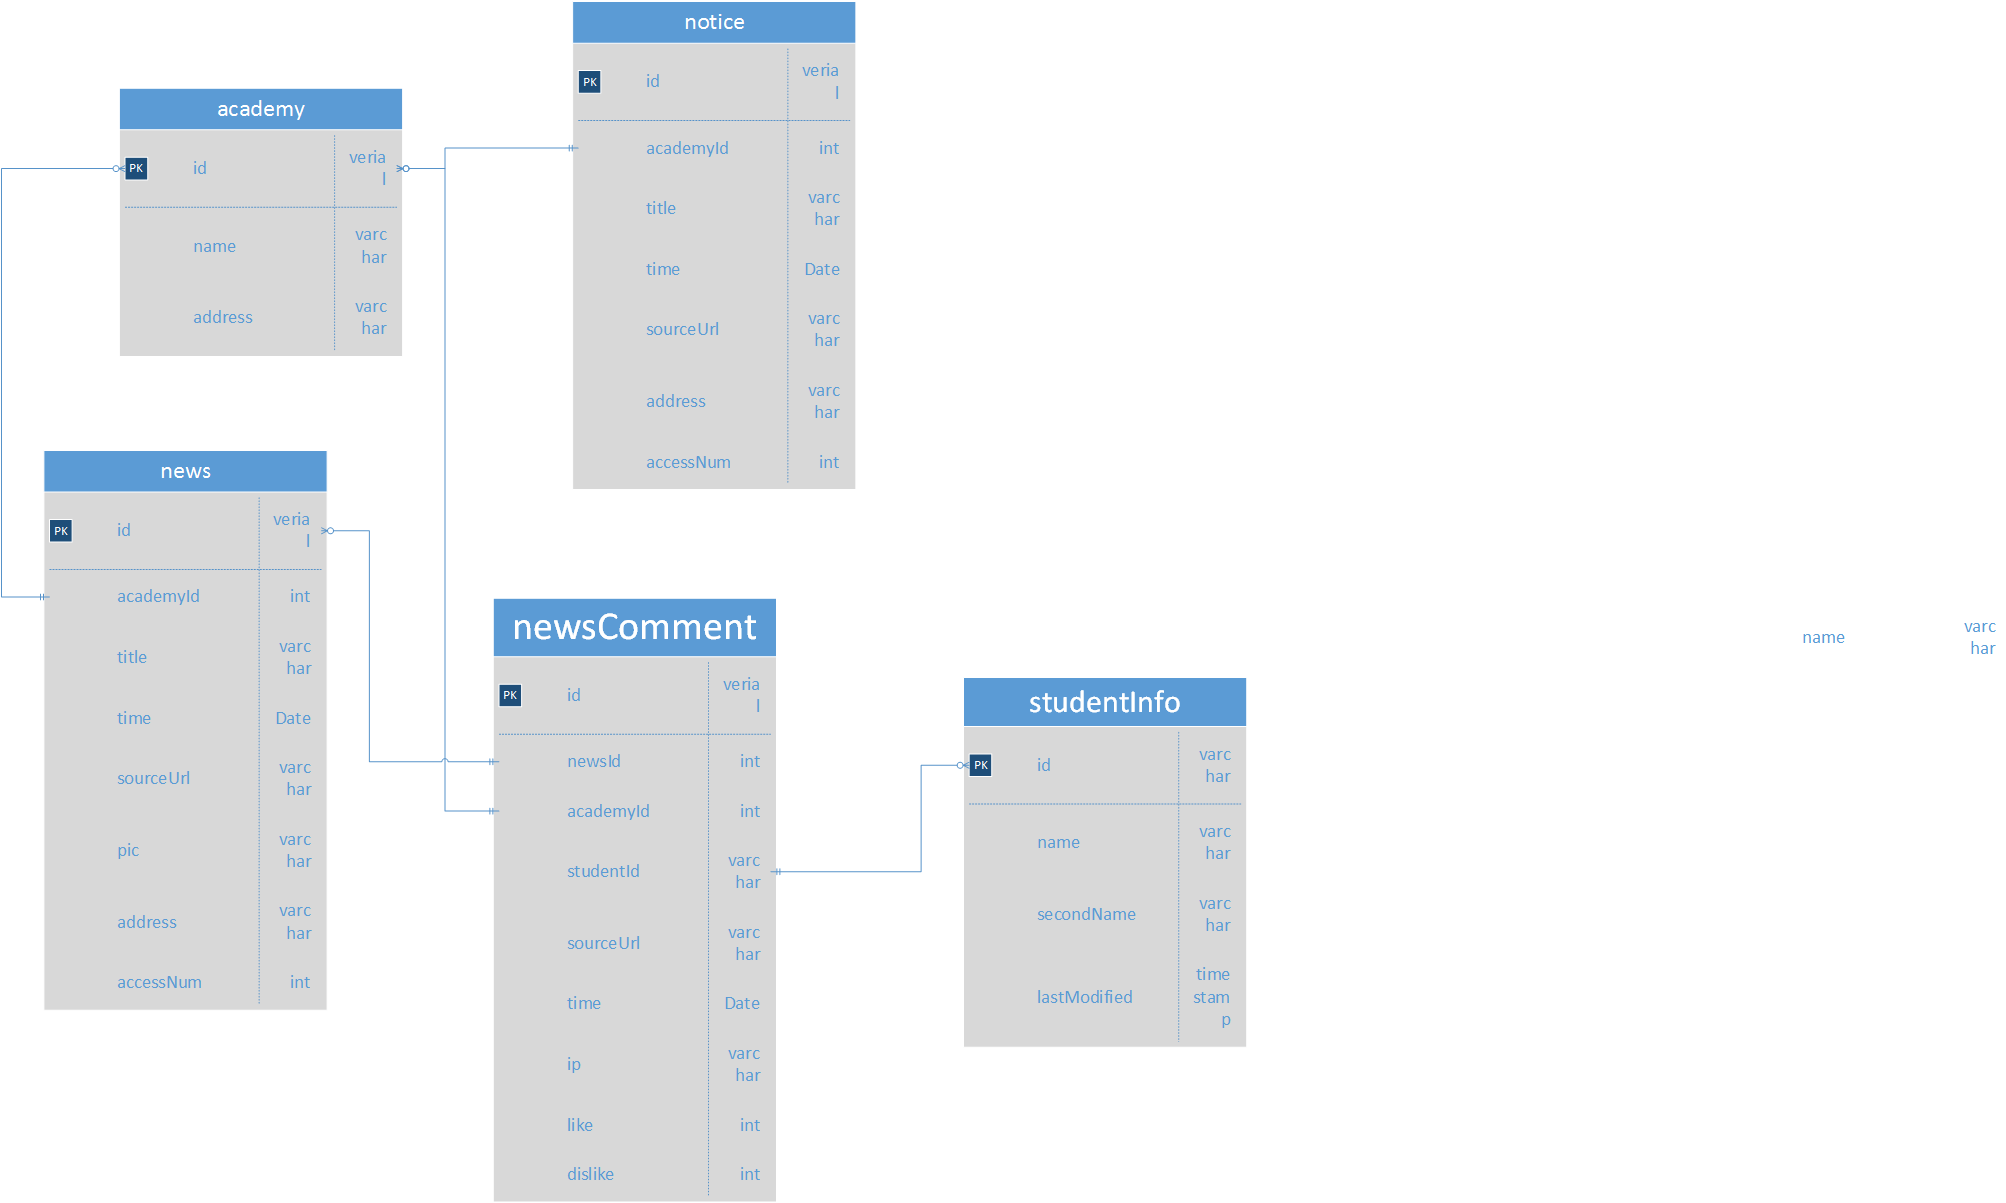 notice
PK id veria
l
academyId int
title varc
har
time Date
sourceUrl varc
har
address varc
har
accessNum int
academy
PK id veria
l
name varc
har
address varc
har
news
PK id veria
l
academyId int
title varc
har
time Date
sourceUrl varc
har
pic varc
har
address varc
har
accessNum int
newsComment
PK id veria
l
newsId int
academyId int
studentId varc
har
sourceUrl varc
har
time Date
ip varc
har
like int
dislike int
studentInfo
PK id varc
har
name varc
har
secondName varc
har
lastModified time
stam
p
name varc
har